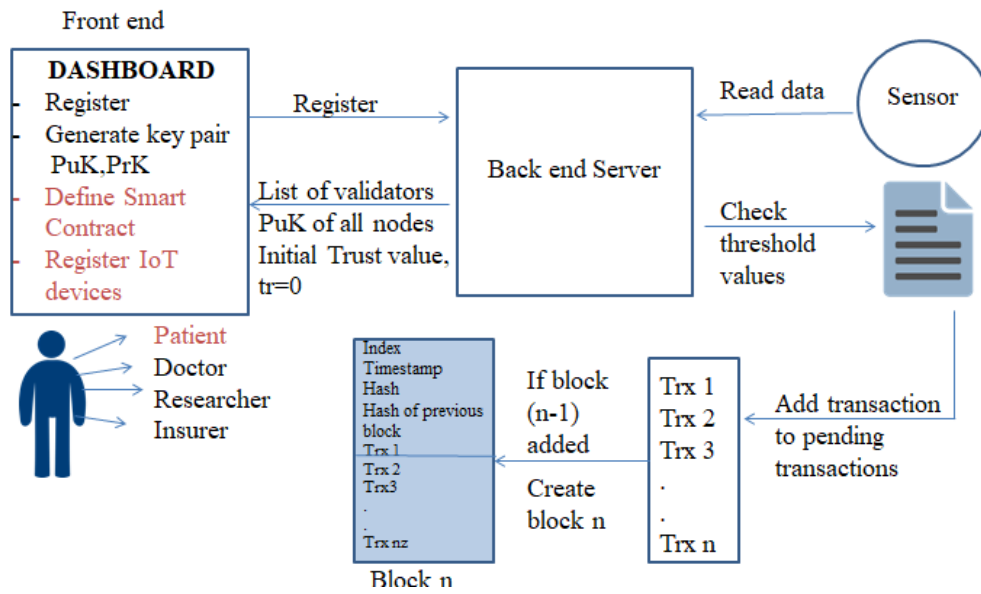 Front end
DASHBOARD
- Register
- Generate key pair
PuK,PrK
- Define Smart
Contract
- Register IoT
devices
Register
List of validators
PuK of all nodes
Initial Trust value,
tr=0
Back end Server
Read data
Sensor
Check
threshold
values
Patient
Doctor
Researcher
Insurer
Index
Timestamp
Hash
Hash of previous
block
Trx 1
Trx 2
Trx3
.
.
Trx nz
Block n
If block
(n-1)
added
Create
block n
Trx 1
Trx 2
Trx 3
.
.
Trx n
Add transaction
to pending
transactions